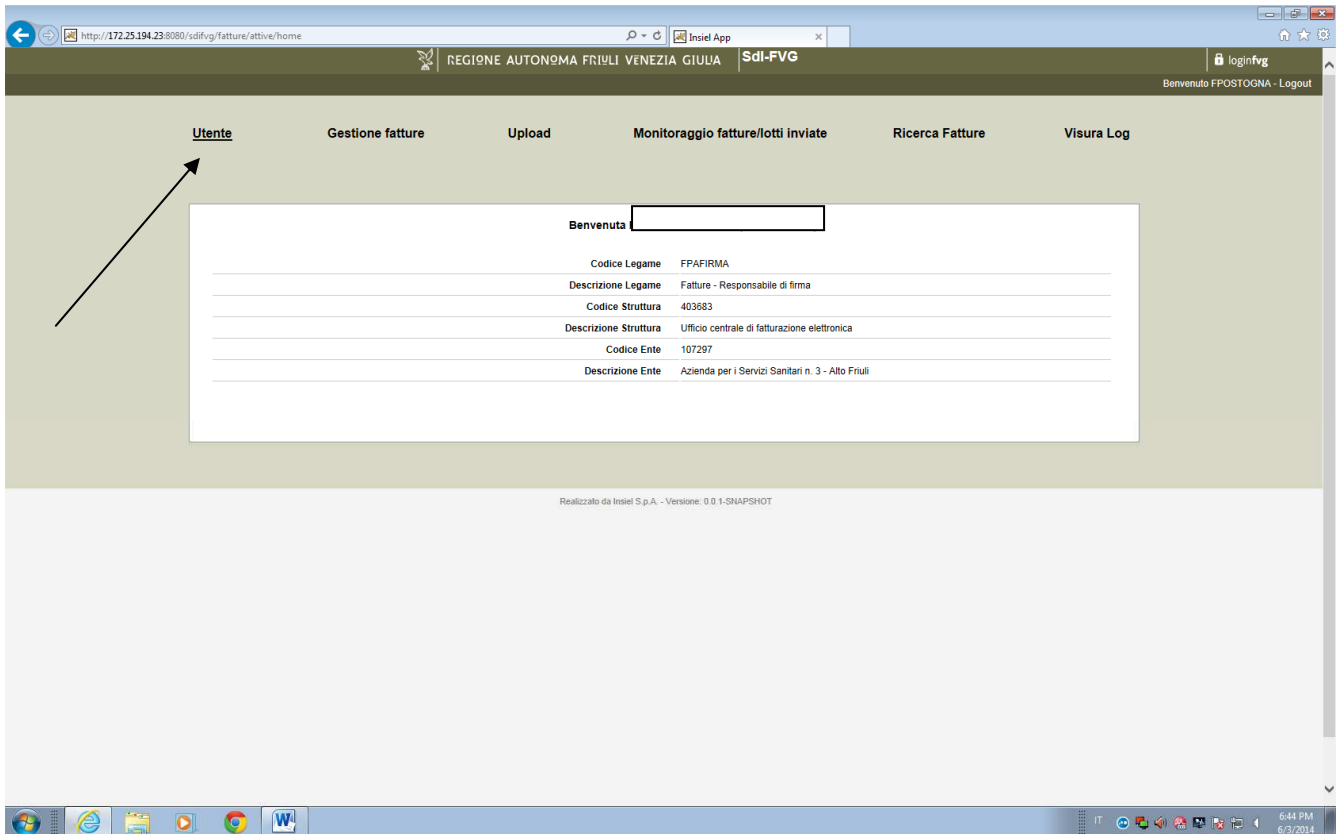 http://172.25.194.23:8080/sdifvg/fatture/attive/home
Insiel App
REGIONE AUTONOMA FRIULI VENEZIA GIULIA
SdI-FVG
loginfvg
Benvenuto FPOSTOGNA - Logout
Utente Gestione fatture Upload Monitoraggio fatture/lotti inviate Ricerca Fatture Visura Log
Benvenuta
Codice Legame FPAFIRMA
Descrizione Legame Fatture - Responsabile di firma
Codice Struttura 403683
Descrizione Struttura Ufficio centrale di fatturazione elettronica
Codice Ente 107297
Descrizione Ente Azienda per i Servizi Sanitari n. 3 - Alto Friuli
Realizzato da Insiel S.p.A. - Versione: 0.0.1-SNAPSHOT
IT
6:44 PM
6/3/2014